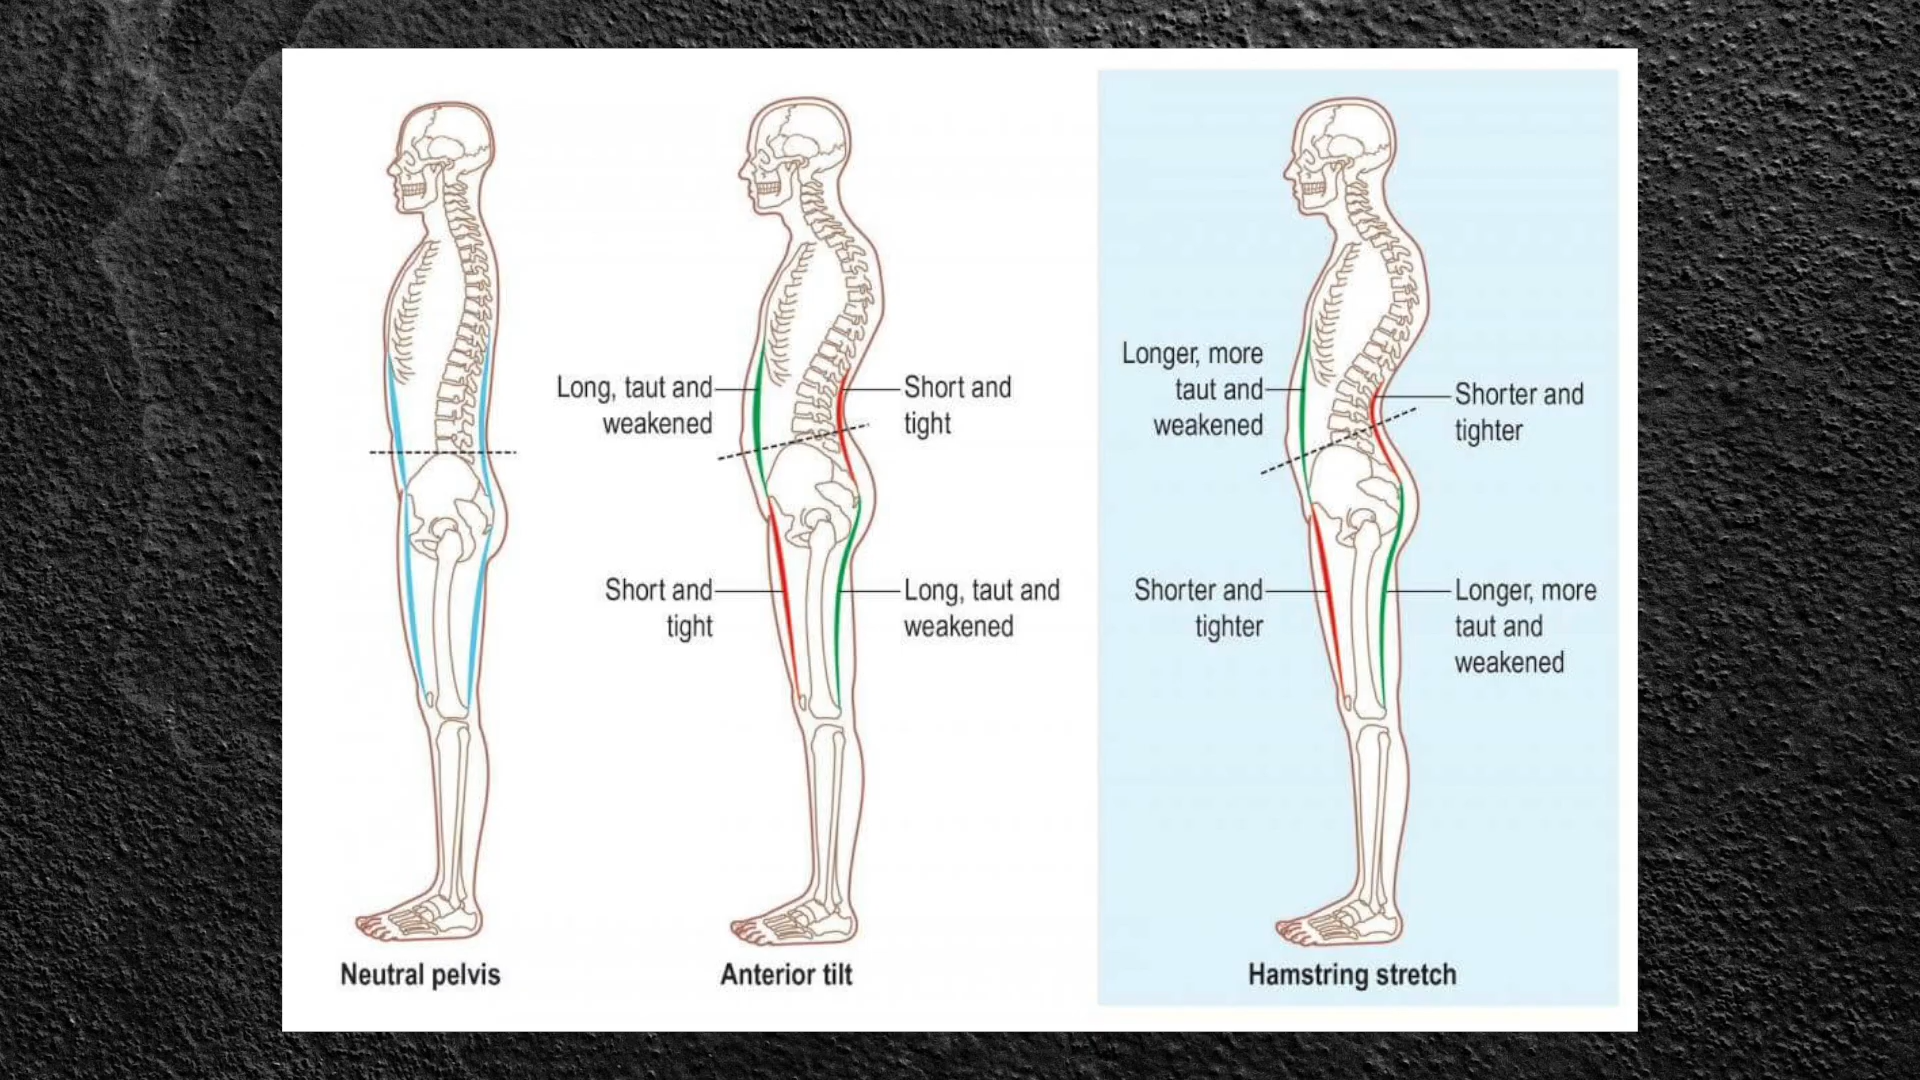 Long, taut and
weakened
Short and
tight
Short and
tight
Long, taut and
weakened
Longer, more
taut and
weakened
Shorter and
tighter
Shorter and
tighter
Longer, more
taut and
weakened
Neutral pelvis
Anterior tilt
Hamstring stretch